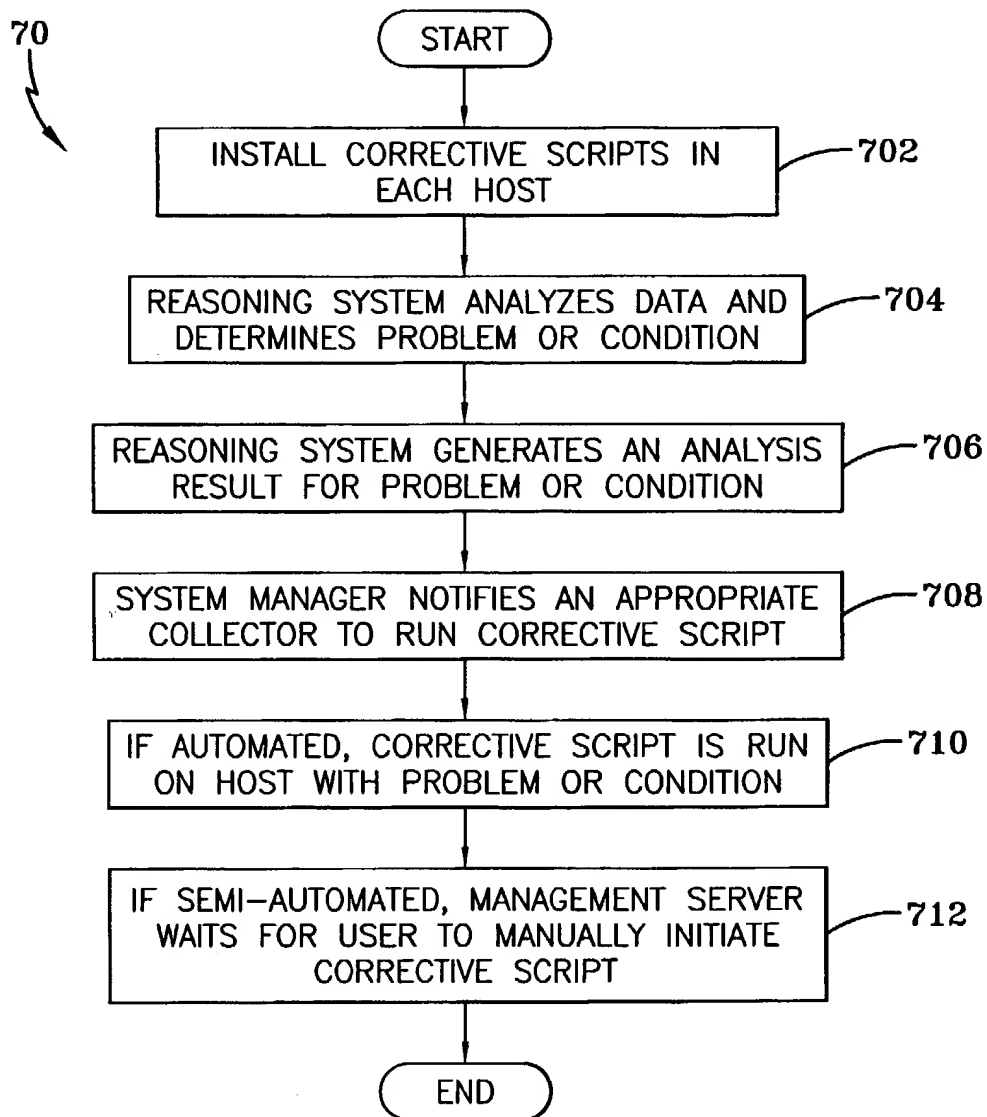 70
START
INSTALL CORRECTIVE SCRIPTS IN
EACH HOST
702
REASONING SYSTEM ANALYZES DATA AND
DETERMINES PROBLEM OR CONDITION
704
REASONING SYSTEM GENERATES AN ANALYSIS
RESULT FOR PROBLEM OR CONDITION
706
SYSTEM MANAGER NOTIFIES AN APPROPRIATE
COLLECTOR TO RUN CORRECTIVE SCRIPT
708
IF AUTOMATED, CORRECTIVE SCRIPT IS RUN
ON HOST WITH PROBLEM OR CONDITION
710
IF SEMI-AUTOMATED, MANAGEMENT SERVER
WAITS FOR USER TO MANUALLY INITIATE
CORRECTIVE SCRIPT
712
END